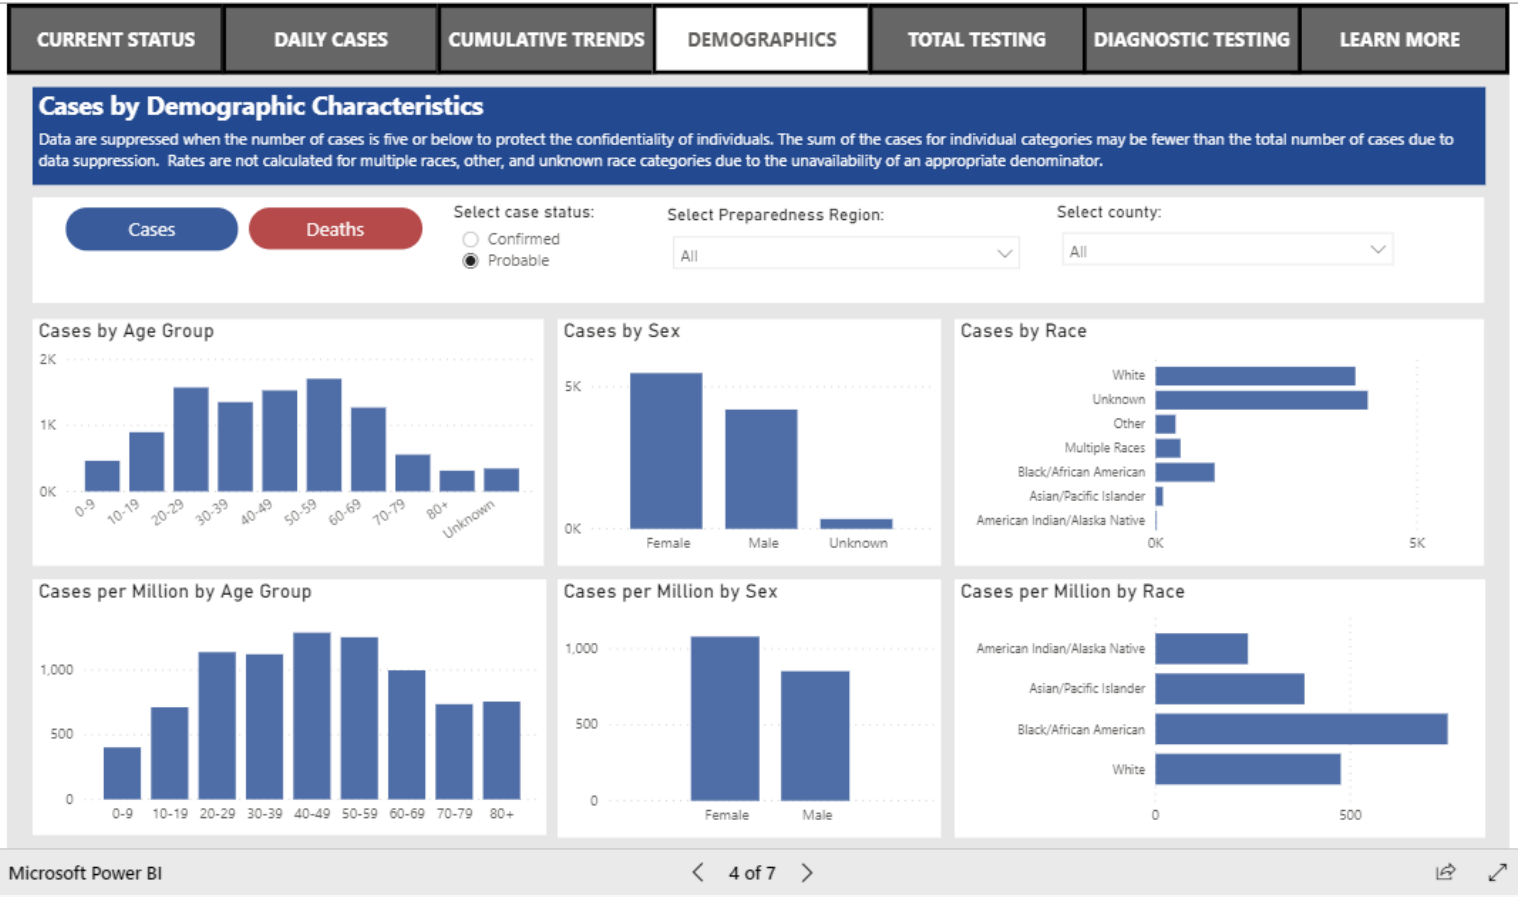 CURRENT STATUS
DAILY CASES
CUMULATIVE TRENDS
DEMOGRAPHICS
TOTAL TESTING
DIAGNOSTIC TESTING
LEARN MORE
Cases by Demographic Characteristics
Data are suppressed when the number of cases is five or below to protect the confidentiality of individuals. The sum of the cases for individual categories may be fewer than the total number of cases due to
data suppression. Rates are not calculated for multiple races, other, and unknown race categories due to the unavailability of an appropriate denominator.
Cases
Deaths
Select case status:
Confirmed
Probable
Select Preparedness Region:
All
Select county:
All
Cases by Age Group
2K
1K
0K
0-9
10-19
20-29
30-39
40-49
50-59
60-69
70-79
80+
Unknown
Cases by Sex
5K
0K
Female
Male
Unknown
Cases by Race
White
Unknown
Other
Multiple Races
Black/African American
Asian/Pacific Islander
American Indian/Alaska Native
0K
5K
Cases per Million by Age Group
1,000
500
0
0-9
10-19
20-29
30-39
40-49
50-59
60-69
70-79
80+
Cases per Million by Sex
1,000
500
0
Female
Male
Cases per Million by Race
American Indian/Alaska Native
Asian/Pacific Islander
Black/African American
White
0
500
Microsoft Power BI
4 of 7